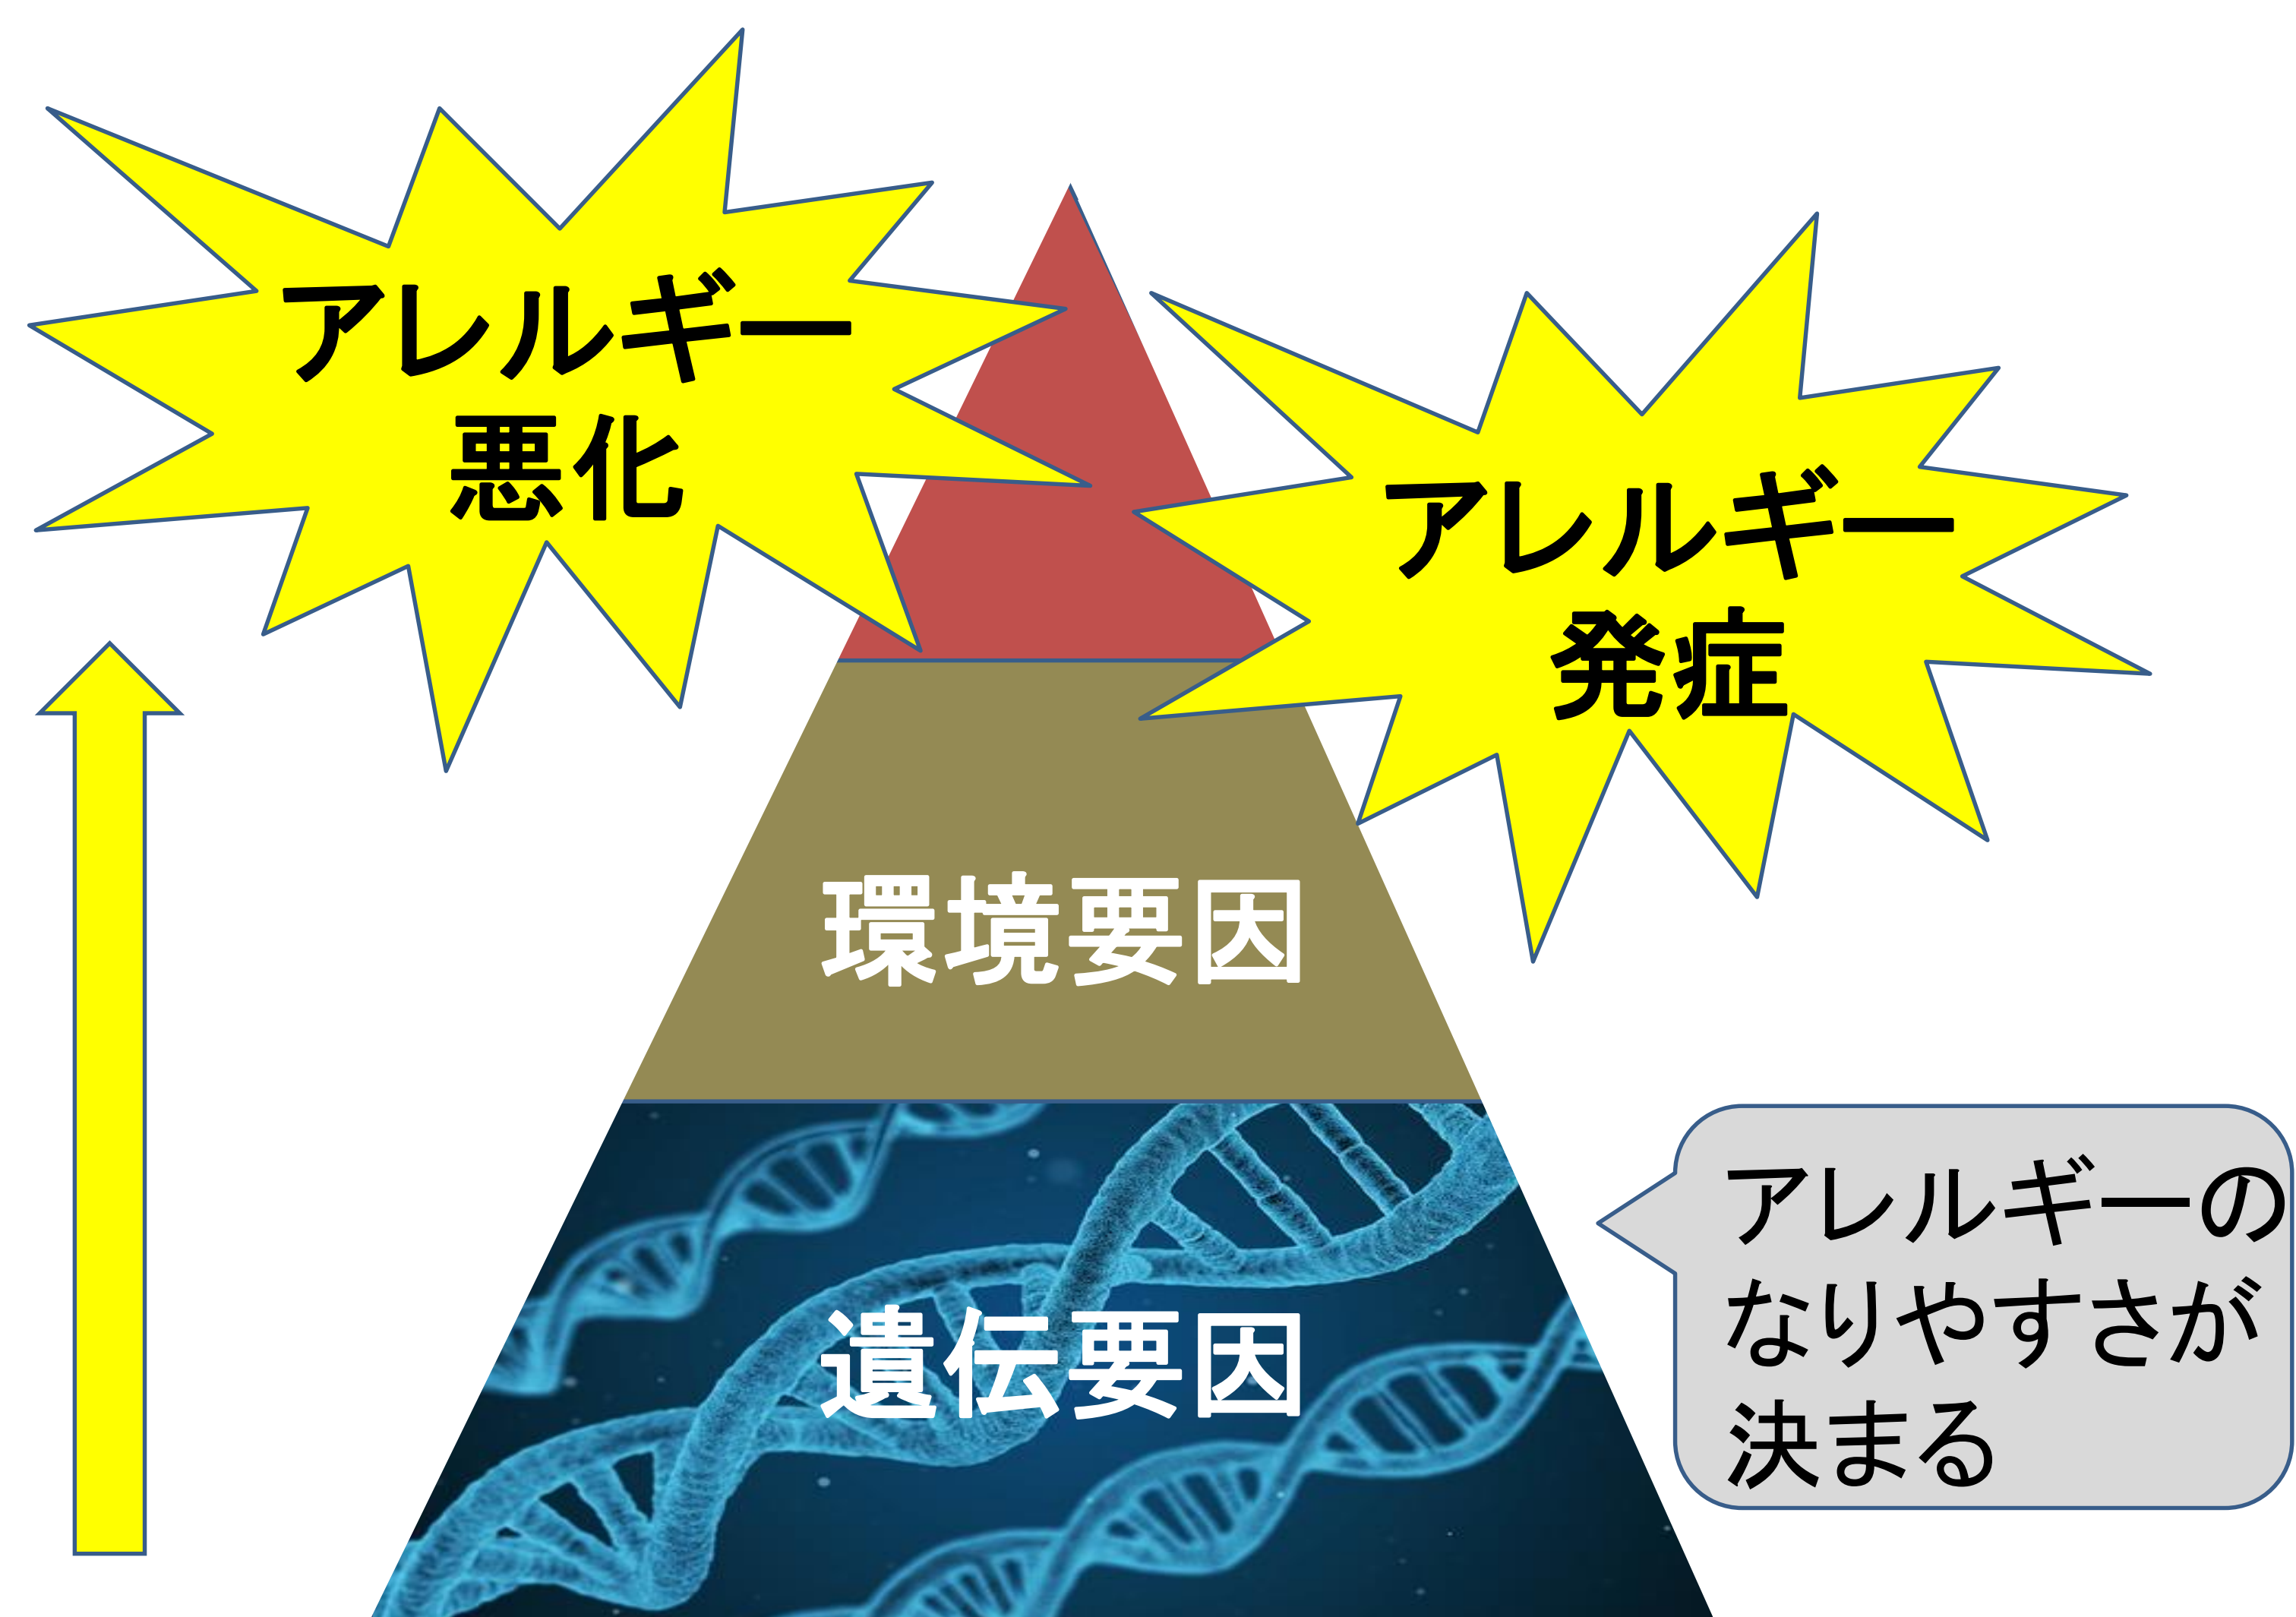 アレルギー
悪化
アレルギー
発症
環境要因
遺伝要因
アレルギーの
なりやすさが
決まる